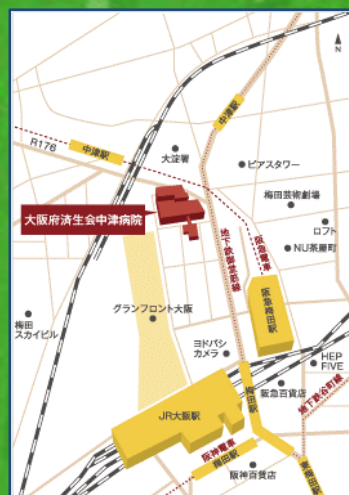 N
R176
中津駅
中津駅
大淀署
ピアスタワー
梅田芸術劇場
大阪府済生会中津病院
ロフト
NU茶屋町
地下鉄御堂筋線
阪急電車
グランフロント大阪
阪急梅田駅
梅田
スカイビル
ヨドバシ
カメラ
HEP
FIVE
梅田駅
阪急百貨店
地下鉄谷町線
JR大阪駅
阪神電車
梅田駅
東梅田駅
阪神百貨店